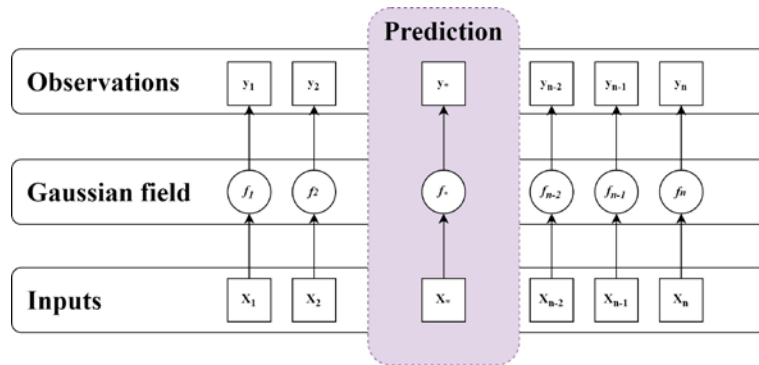 Prediction
Observations y₁ y₂ y* yₙ₋₂ yₙ₋₁ yₙ
Gaussian field f₁ f₂ f* fₙ₋₂ fₙ₋₁ fₙ
Inputs X₁ X₂ X* Xₙ₋₂ Xₙ₋₁ Xₙ